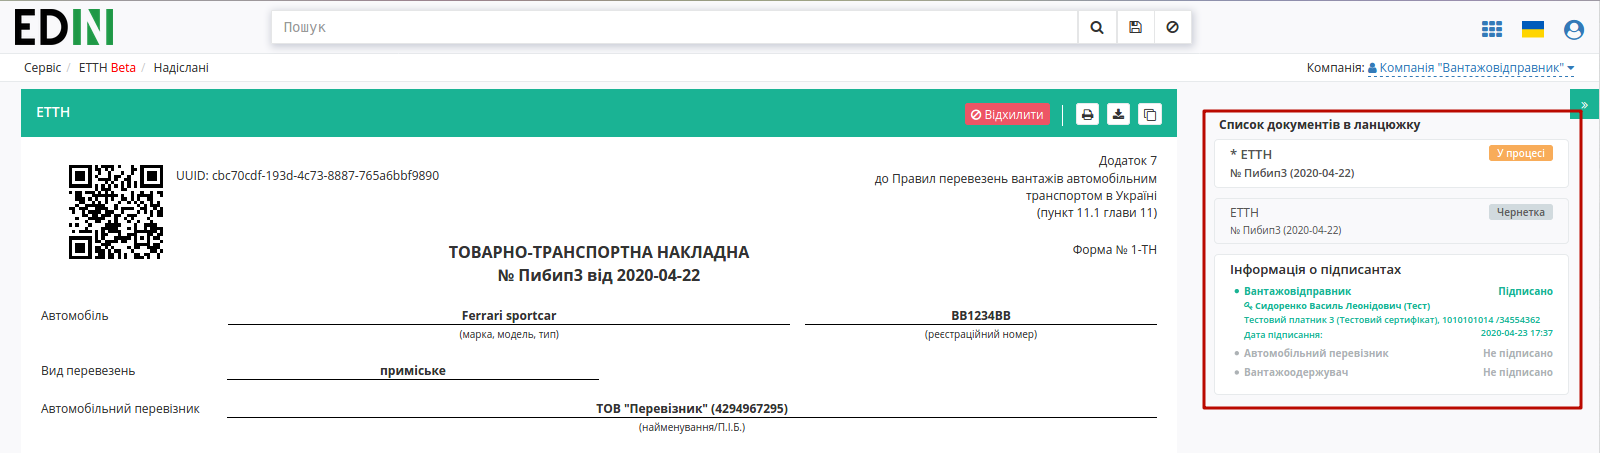 EDIN
Пошук
Сервіс / ЕТТН Beta / Надіслані
Компанія: Компанія "Вантажовідправник"
ЕТТН
Відхилити
UUID: cbc70cdf-193d-4c73-8887-765a6bbf9890
Додаток 7
до Правил перевезень вантажів автомобільним
транспортом в Україні
(пункт 11.1 глави 11)
Форма № 1-ТН
ТОВАРНО-ТРАНСПОРТНА НАКЛАДНА
№ Пибип3 від 2020-04-22
Автомобіль Ferrari sportcar BB1234BB
(марка, модель, тип) (реєстраційний номер)
Вид перевезень приміське
Автомобільний перевізник ТОВ "Перевізник" (4294967295)
(найменування/П.І.Б.)
»
Список документів в ланцюжку
* ЕТТН У процесі
№ Пибип3 (2020-04-22)
ЕТТН Чернетка
№ Пибип3 (2020-04-22)
Інформація о підписантах
Вантажовідправник Підписано
Сидоренко Василь Леонідович (Тест)
Тестовий платник 3 (Тестовий сертифікат), 1010101014 /34554362
Дата підписання: 2020-04-23 17:37
Автомобільний перевізник Не підписано
Вантажоодержувач Не підписано